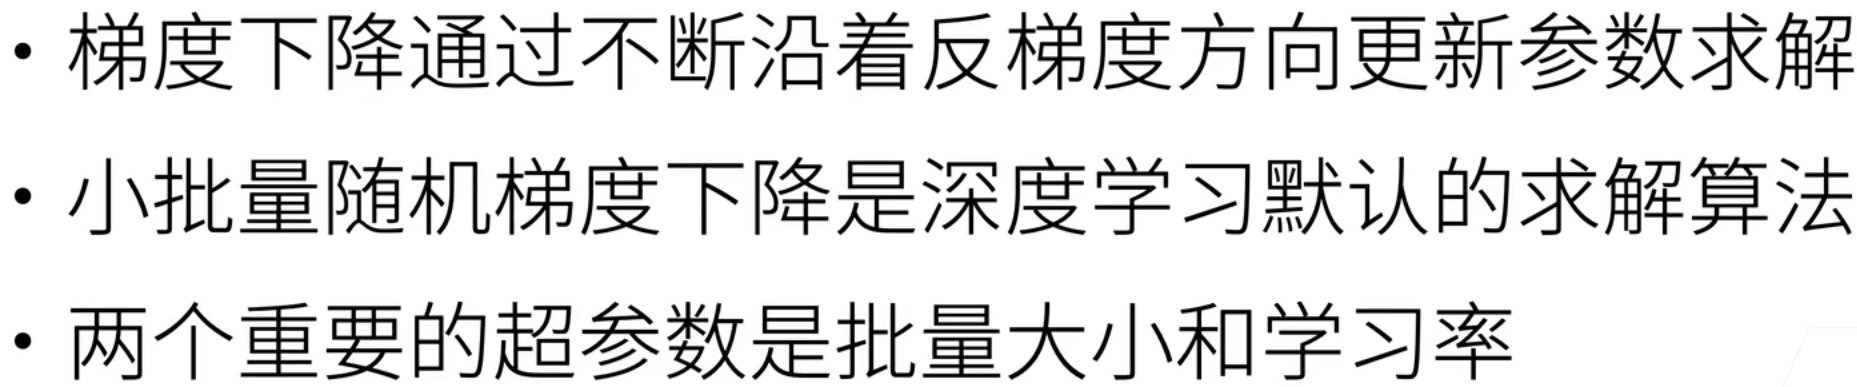 • 梯度下降通过不断沿着反梯度方向更新参数求解
• 小批量随机梯度下降是深度学习默认的求解算法
• 两个重要的超参数是批量大小和学习率